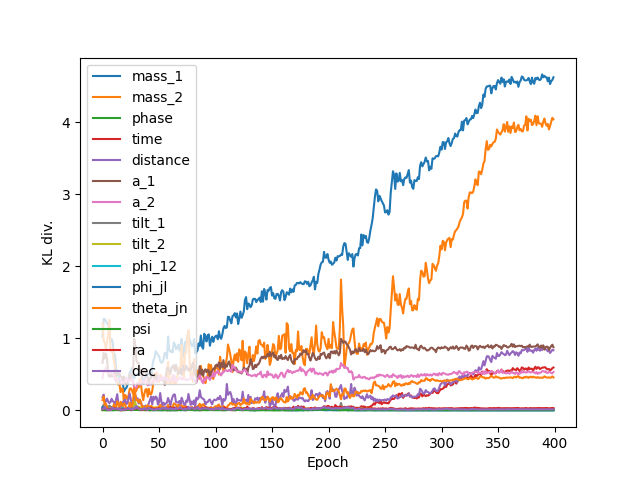 mass_1
mass_2
phase
time
distance
a_1
a_2
tilt_1
tilt_2
phi_12
phi_jl
theta_jn
psi
ra
dec
KL div.
4
3
2
1
0
0 50 100 150 200 250 300 350 400
Epoch